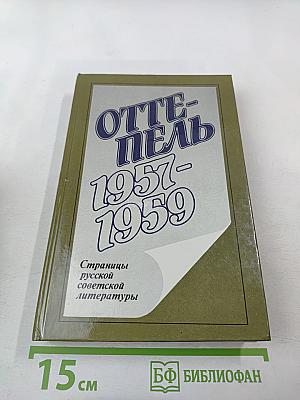 ОТТЕ-
ПЕЛЬ
1957-
1959
Страницы
русской
советской
литературы
15 см
БФ БИБЛИОФАН